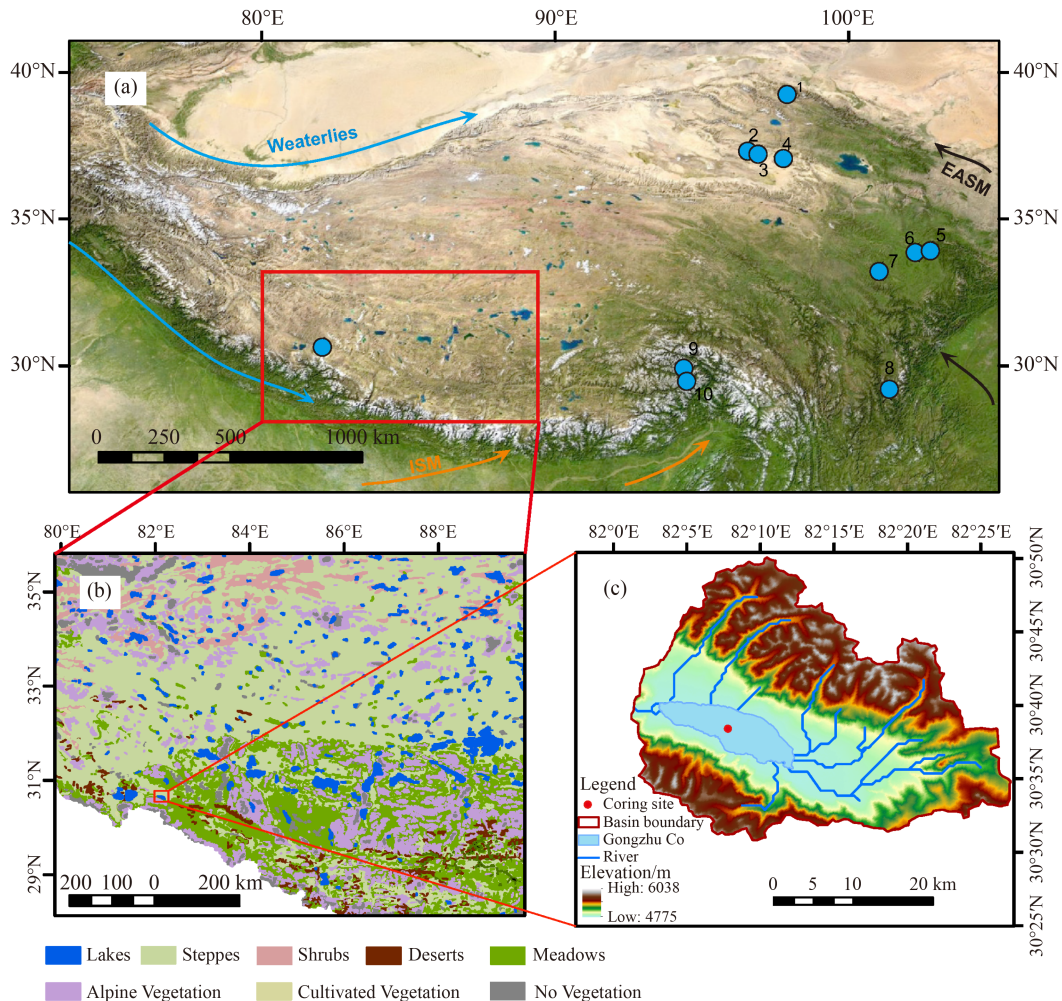 80°E 90°E 100°E
40°N 40°N
(a)
1
Weaterlies
2
4
3
EASM
35°N 35°N
6 5
7
30°N 30°N
9
8
10
0 250 500 1000 km
ISM
80°E 82°E 84°E 86°E 88°E
(b)
35°N
33°N
31°N
29°N
200 100 0 200 km
82°0′E 82°5′E 82°10′E 82°15′E 82°20′E 82°25′E
(c)
30°50′N
30°45′N
30°40′N
30°35′N
30°30′N
30°25′N
Legend
Coring site
Basin boundary
Gongzhu Co
River
Elevation/m
High: 6038
Low: 4775
0 5 10 20 km
Lakes Steppes Shrubs Deserts Meadows
Alpine Vegetation Cultivated Vegetation No Vegetation